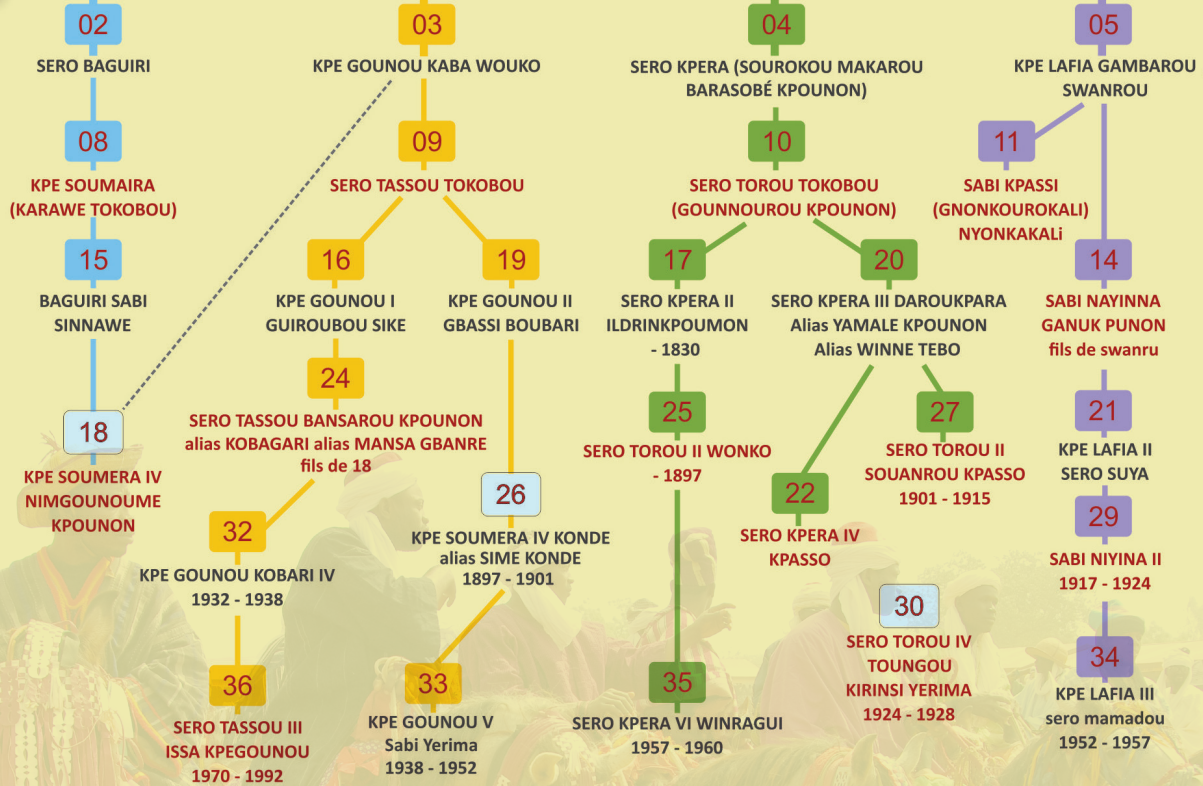 02
SERO BAGUIRI
03
KPE GOUNOU KABA WOUKO
04
SERO KPERA (SOUROKOU MAKAROU
BARASOBÉ KPOUNON)
05
KPE LAFIA GAMBAROU
SWANROU
08
KPE SOUMAIRA
(KARAWE TOKOBOU)
09
SERO TASSOU TOKOBOU
10
SERO TOROU TOKOBOU
(GOUNNOUROU KPOUNON)
11
SABI KPASSI
(GNONKOUROKALI)
NYONKAKALi
15
BAGUIRI SABI
SINNAWE
16
KPE GOUNOU I
GUIROUBOU SIKE
19
KPE GOUNOU II
GBASSI BOUBARI
17
SERO KPERA II
ILDRINKPOUMON
- 1830
20
SERO KPERA III DAROUKPARA
Alias YAMALE KPOUNON
Alias WINNE TEBO
14
SABI NAYINNA
GANUK PUNON
fils de swanru
18
KPE SOUMERA IV
NIMGOUNOUME
KPOUNON
24
SERO TASSOU BANSAROU KPOUNON
alias KOBAGARI alias MANSA GBANRE
fils de 18
25
SERO TOROU II WONKO
- 1897
27
SERO TOROU II
SOUANROU KPASSO
1901 - 1915
21
KPE LAFIA II
SERO SUYA
26
KPE SOUMERA IV KONDE
alias SIME KONDE
1897 - 1901
22
SERO KPERA IV
KPASSO
32
KPE GOUNOU KOBARI IV
1932 - 1938
29
SABI NIYINA II
1917 - 1924
30
SERO TOROU IV
TOUNGOU
KIRINSI YERIMA
1924 - 1928
36
SERO TASSOU III
ISSA KPEGOUNOU
1970 - 1992
33
KPE GOUNOU V
Sabi Yerima
1938 - 1952
35
SERO KPERA VI WINRAGUI
1957 - 1960
34
KPE LAFIA III
sero mamadou
1952 - 1957